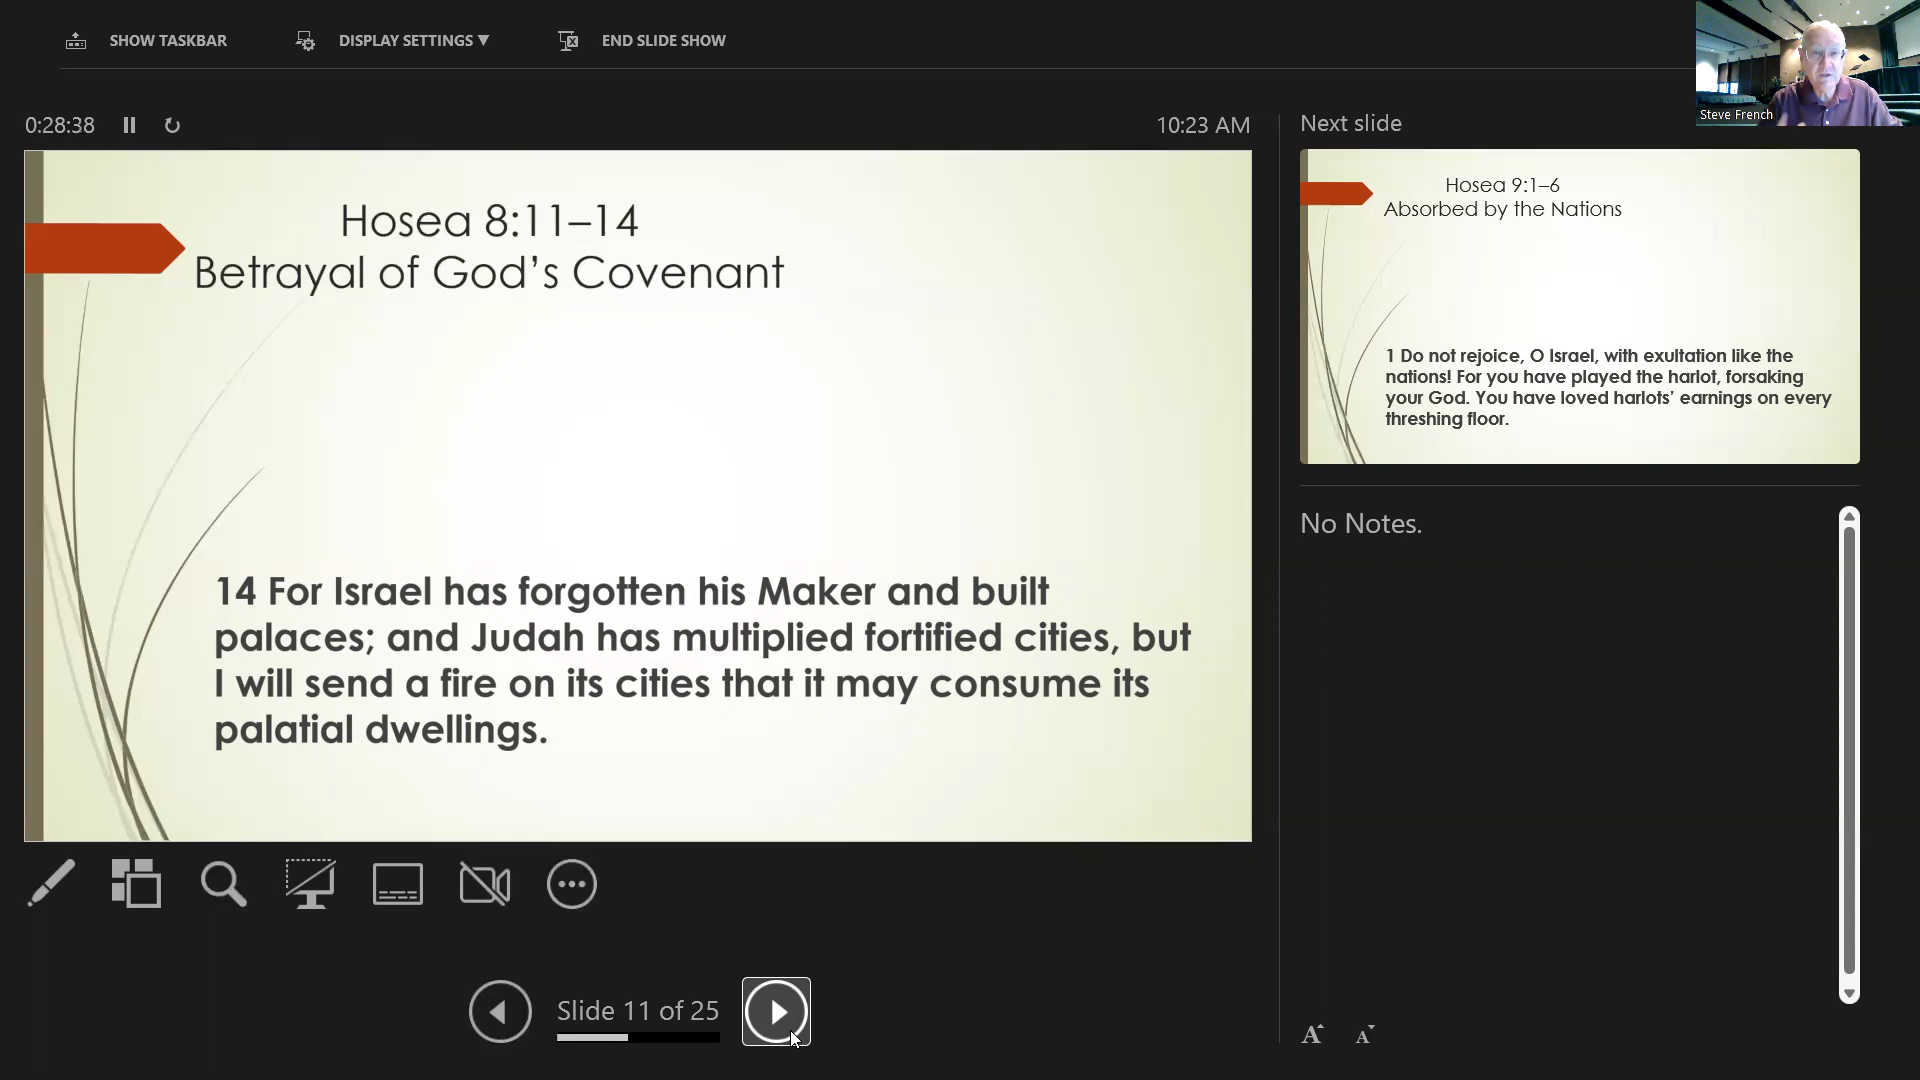 SHOW TASKBAR
DISPLAY SETTINGS ▼
END SLIDE SHOW
Steve French
0:28:38
10:23 AM
Next slide
Hosea 8:11–14
Betrayal of God’s Covenant
14 For Israel has forgotten his Maker and built
palaces; and Judah has multiplied fortified cities, but
I will send a fire on its cities that it may consume its
palatial dwellings.
Hosea 9:1–6
Absorbed by the Nations
1 Do not rejoice, O Israel, with exultation like the
nations! For you have played the harlot, forsaking
your God. You have loved harlots’ earnings on every
threshing floor.
No Notes.
Slide 11 of 25
A
A